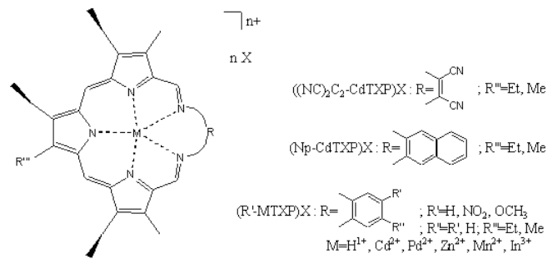 n+
n X
N
N
N
N
N
M
R
R'''
((NC)₂C₂-CdTXP)X : R= CN CN ; R'''=Et, Me
(Np-CdTXP)X : R= ; R'''=Et, Me
(R'-MTXP)X : R= R' R'' ; R'=H, NO₂, OCH₃
R''=R', H; R'''=Et, Me
M=H¹⁺, Cd²⁺, Pd²⁺, Zn²⁺, Mn²⁺, In³⁺